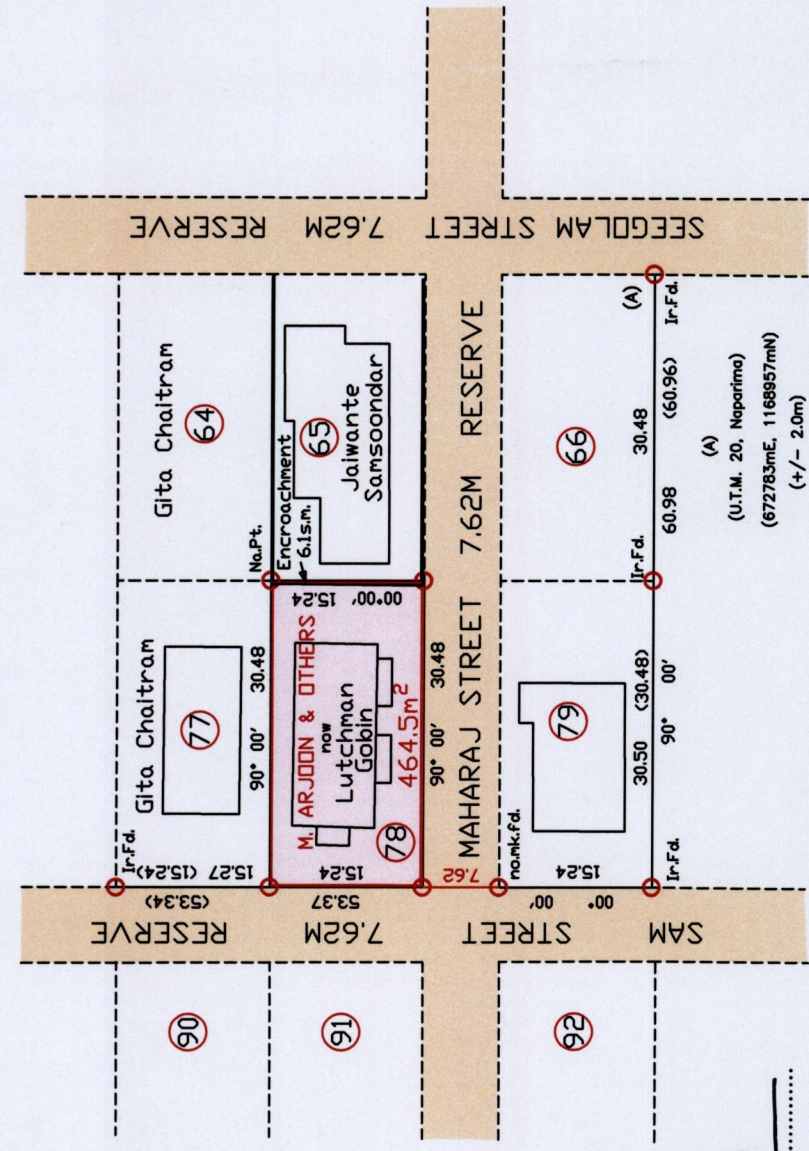 SEEGOLAM STREET 7.62M RESERVE
Gita Chaitram
64
No.Pt.
Encroachment
6.1s.m.
65
Jaiwante
Samsoondar
MAHARAJ STREET 7.62M RESERVE
66
(A)
Ir.Fd.
30.48
60.98 (60.96)
Ir.Fd.
(A)
(U.T.M. 20, Naparima)
(672783mE, 1168957mN)
(+/- 2.0m)
Gita Chaitram
77
Ir.Fd.
90° 00' 30.48
15.27 (15.24)
(53.34)
53.37
M. ARJOON & OTHERS
now
Lutchman
Gobin
464.5m²
78
15.24
00°00' 15.24
90° 00' 30.48
7.62
no.mk.fd.
79
00° 00'
15.24
30.50 (30.48)
90° 00'
Ir.Fd.
SAM STREET 7.62M RESERVE
90
91
92